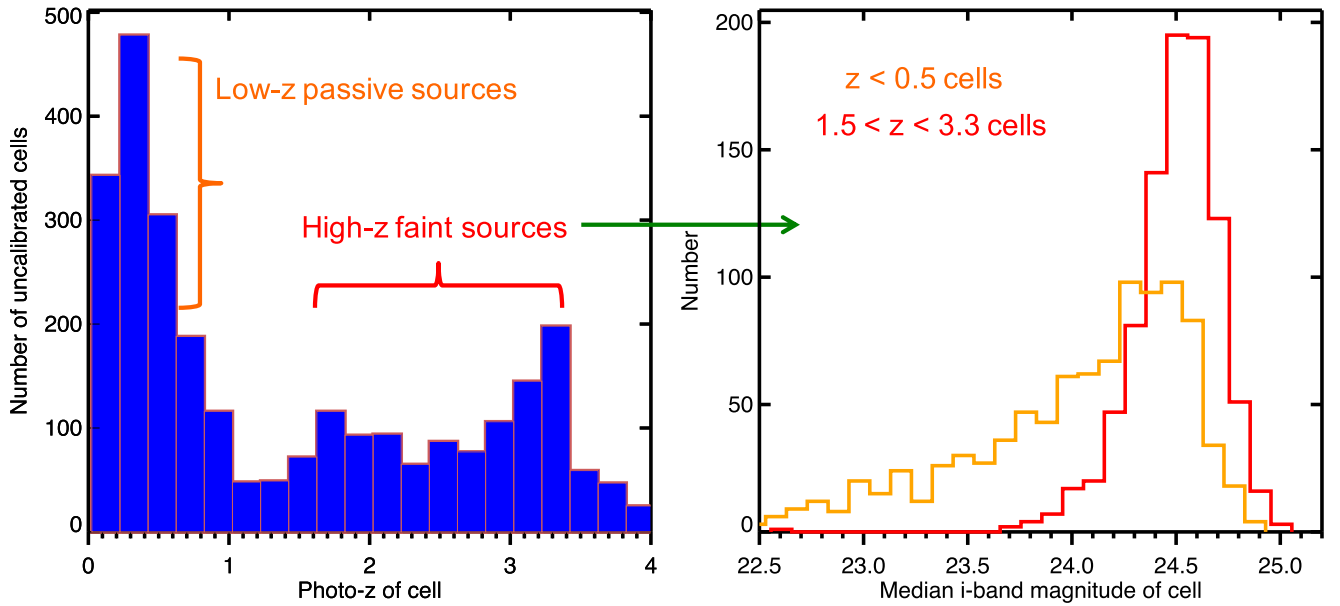 500
400
300
200
100
0
Number of uncalibrated cells
Low-z passive sources
High-z faint sources
0 1 2 3 4
Photo-z of cell
200
150
100
50
0
Number
z < 0.5 cells
1.5 < z < 3.3 cells
22.5 23.0 23.5 24.0 24.5 25.0
Median i-band magnitude of cell